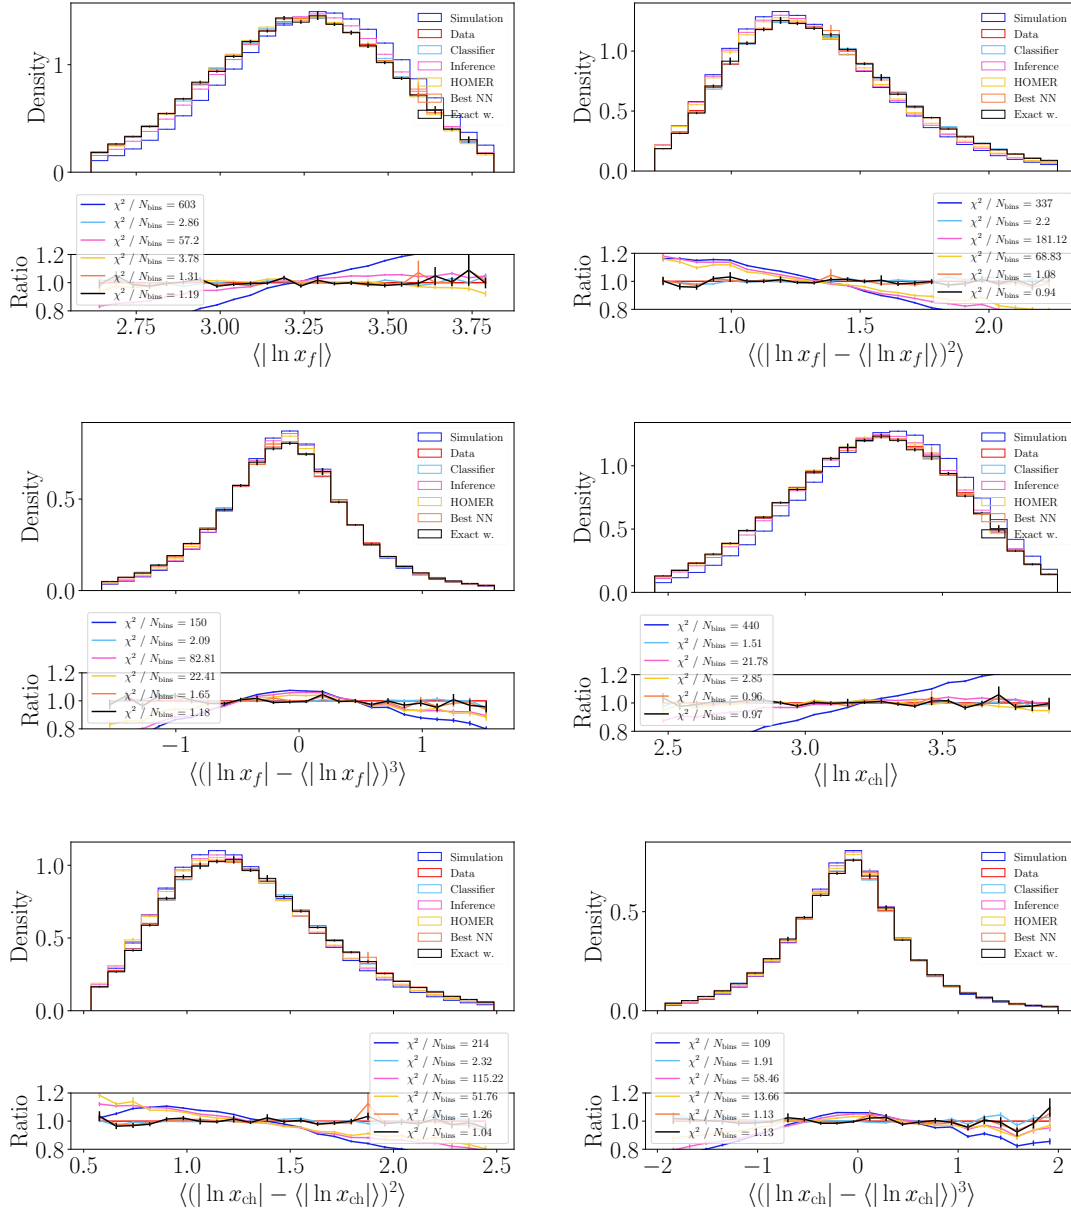 Density
1
0
Simulation
Data
Classifier
Inference
HOMER
Best NN
Exact w.
χ² / N_bins = 603
χ² / N_bins = 2.86
χ² / N_bins = 57.2
χ² / N_bins = 3.78
χ² / N_bins = 1.31
χ² / N_bins = 1.19
Ratio
1.2
1.0
0.8
2.75 3.00 3.25 3.50 3.75
⟨| ln x_f|⟩
Density
1.0
0.5
0.0
Simulation
Data
Classifier
Inference
HOMER
Best NN
Exact w.
χ² / N_bins = 337
χ² / N_bins = 2.2
χ² / N_bins = 181.12
χ² / N_bins = 68.83
χ² / N_bins = 1.08
χ² / N_bins = 0.94
Ratio
1.2
1.0
0.8
1.0 1.5 2.0
⟨(| ln x_f| − ⟨| ln x_f|⟩)²⟩
Density
0.5
0.0
Simulation
Data
Classifier
Inference
HOMER
Best NN
Exact w.
χ² / N_bins = 150
χ² / N_bins = 2.09
χ² / N_bins = 82.81
χ² / N_bins = 22.41
χ² / N_bins = 1.65
χ² / N_bins = 1.18
Ratio
1.2
1.0
0.8
−1 0 1
⟨(| ln x_f| − ⟨| ln x_f|⟩)³⟩
Density
1.0
0.5
0.0
Simulation
Data
Classifier
Inference
HOMER
Best NN
Exact w.
χ² / N_bins = 440
χ² / N_bins = 1.51
χ² / N_bins = 21.78
χ² / N_bins = 2.85
χ² / N_bins = 0.96
χ² / N_bins = 0.97
Ratio
1.2
1.0
0.8
2.5 3.0 3.5
⟨| ln x_ch|⟩
Density
1.0
0.5
0.0
Simulation
Data
Classifier
Inference
HOMER
Best NN
Exact w.
χ² / N_bins = 214
χ² / N_bins = 2.32
χ² / N_bins = 115.22
χ² / N_bins = 51.76
χ² / N_bins = 1.26
χ² / N_bins = 1.04
Ratio
1.2
1.0
0.8
0.5 1.0 1.5 2.0 2.5
⟨(| ln x_ch| − ⟨| ln x_ch|⟩)²⟩
Density
0.5
0.0
Simulation
Data
Classifier
Inference
HOMER
Best NN
Exact w.
χ² / N_bins = 109
χ² / N_bins = 1.91
χ² / N_bins = 58.46
χ² / N_bins = 13.66
χ² / N_bins = 1.13
χ² / N_bins = 1.13
Ratio
1.2
1.0
0.8
−2 −1 0 1 2
⟨(| ln x_ch| − ⟨| ln x_ch|⟩)³⟩